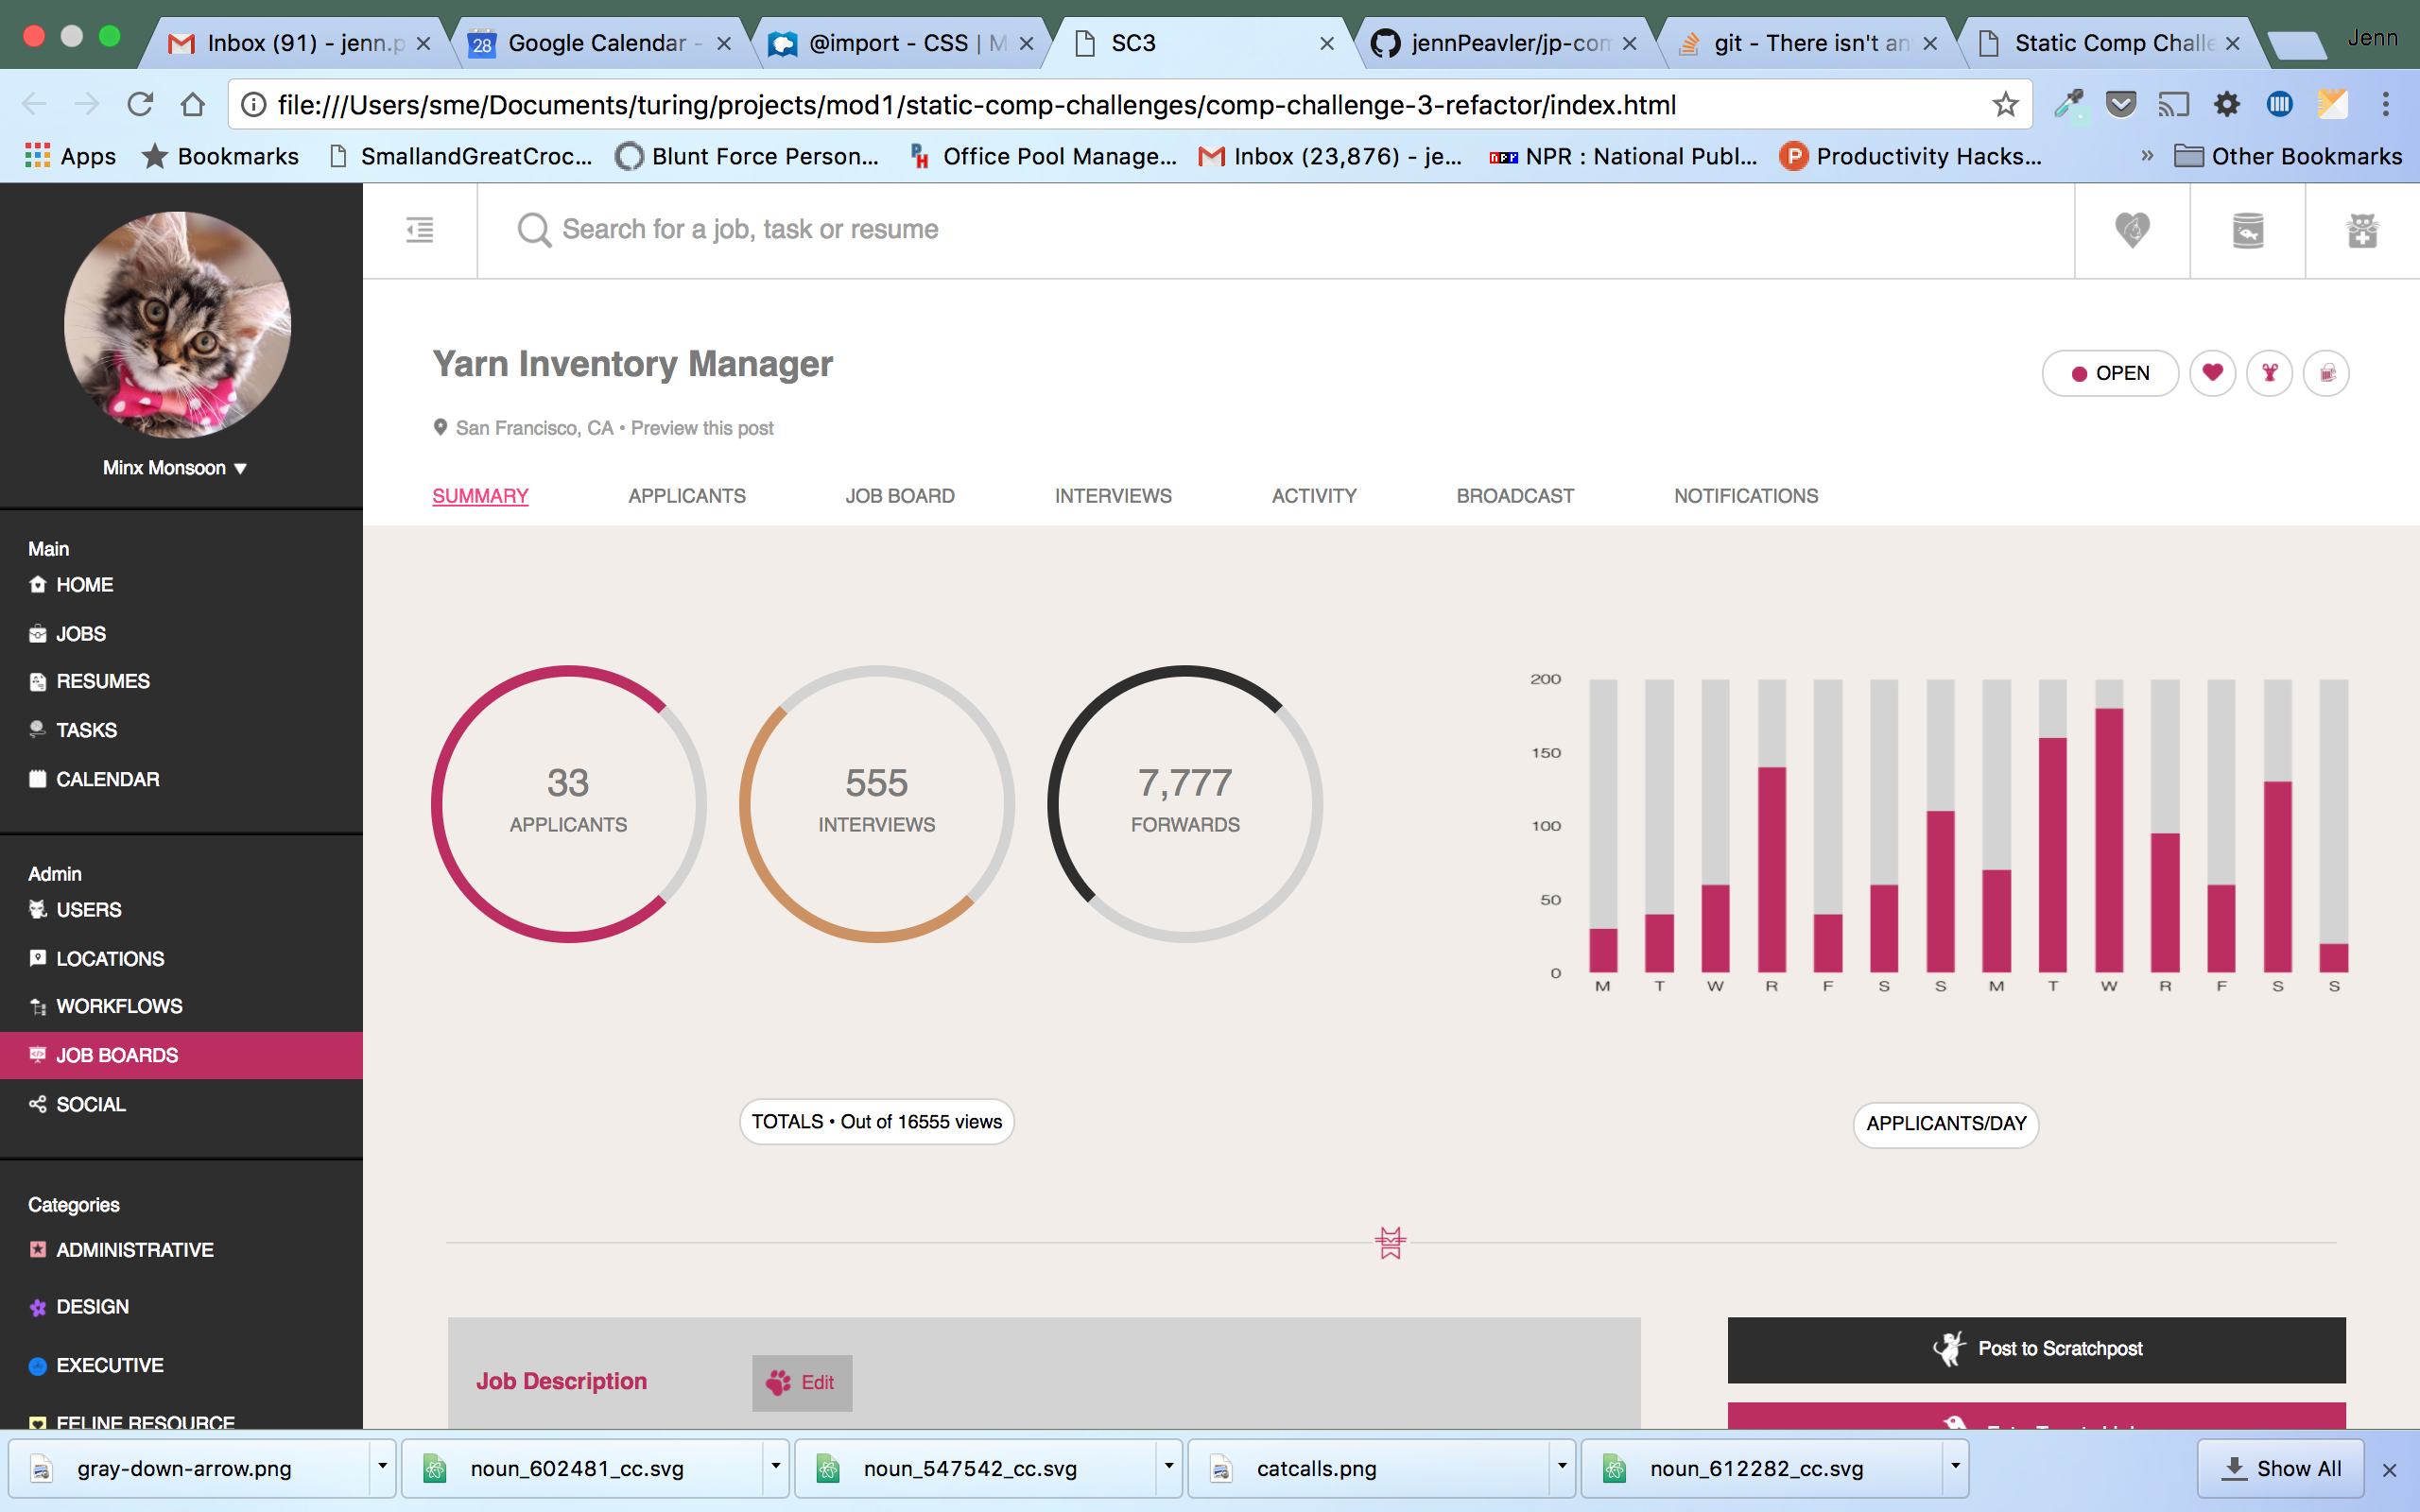 Inbox (91) - jenn.p
28
Google Calendar -
@import - CSS | M
SC3
jennPeavler/jp-com
git - There isn't an
Static Comp Challe
Jenn
file:///Users/sme/Documents/turing/projects/mod1/static-comp-challenges/comp-challenge-3-refactor/index.html
Apps
Bookmarks
SmallandGreatCroc...
Blunt Force Person...
Office Pool Manage...
Inbox (23,876) - je...
NPR : National Publ...
Productivity Hacks...
» Other Bookmarks
Search for a job, task or resume
Minx Monsoon ▼
Main
HOME
JOBS
RESUMES
TASKS
CALENDAR
Admin
USERS
LOCATIONS
WORKFLOWS
JOB BOARDS
SOCIAL
Categories
ADMINISTRATIVE
DESIGN
EXECUTIVE
FELINE RESOURCE
Yarn Inventory Manager
San Francisco, CA • Preview this post
OPEN
SUMMARY APPLICANTS JOB BOARD INTERVIEWS ACTIVITY BROADCAST NOTIFICATIONS
33
APPLICANTS
555
INTERVIEWS
7,777
FORWARDS
200
150
100
50
0
M T W R F S S M T W R F S S
TOTALS • Out of 16555 views
APPLICANTS/DAY
Job Description
Edit
Post to Scratchpost
gray-down-arrow.png
noun_602481_cc.svg
noun_547542_cc.svg
catcalls.png
noun_612282_cc.svg
Show All